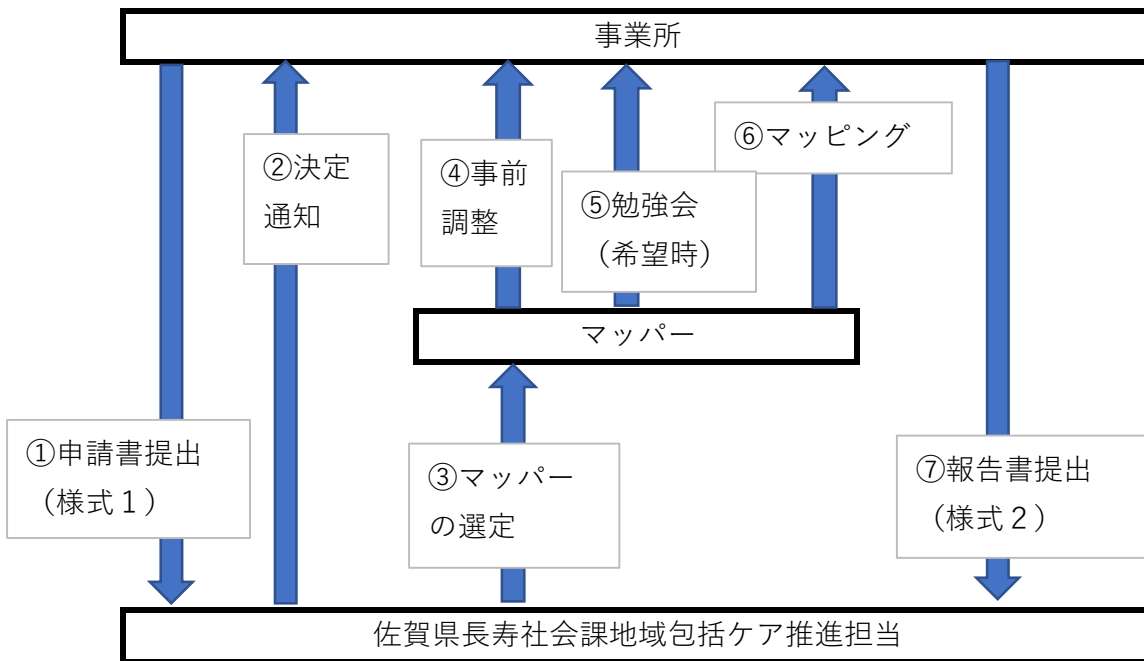 事業所
①申請書提出
（様式１）
②決定
通知
③マッパー
の選定
④事前
調整
⑤勉強会
（希望時）
⑥マッピング
マッパー
⑦報告書提出
（様式２）
佐賀県長寿社会課地域包括ケア推進担当